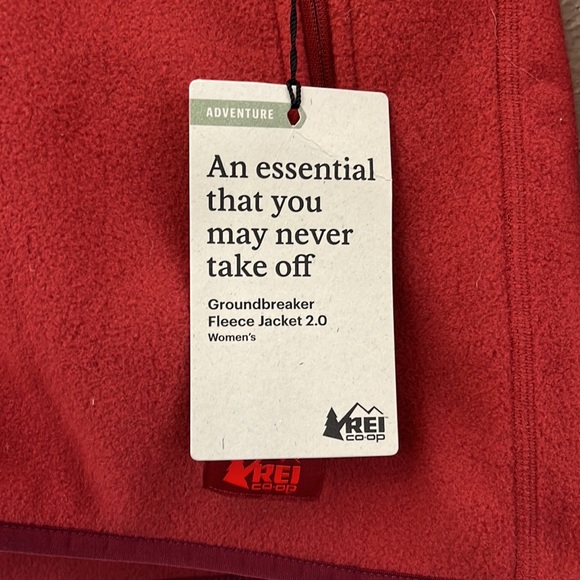 ADVENTURE
An essential
that you
may never
take off
Groundbreaker
Fleece Jacket 2.0
Women's
REI
co·op
REI
co·op